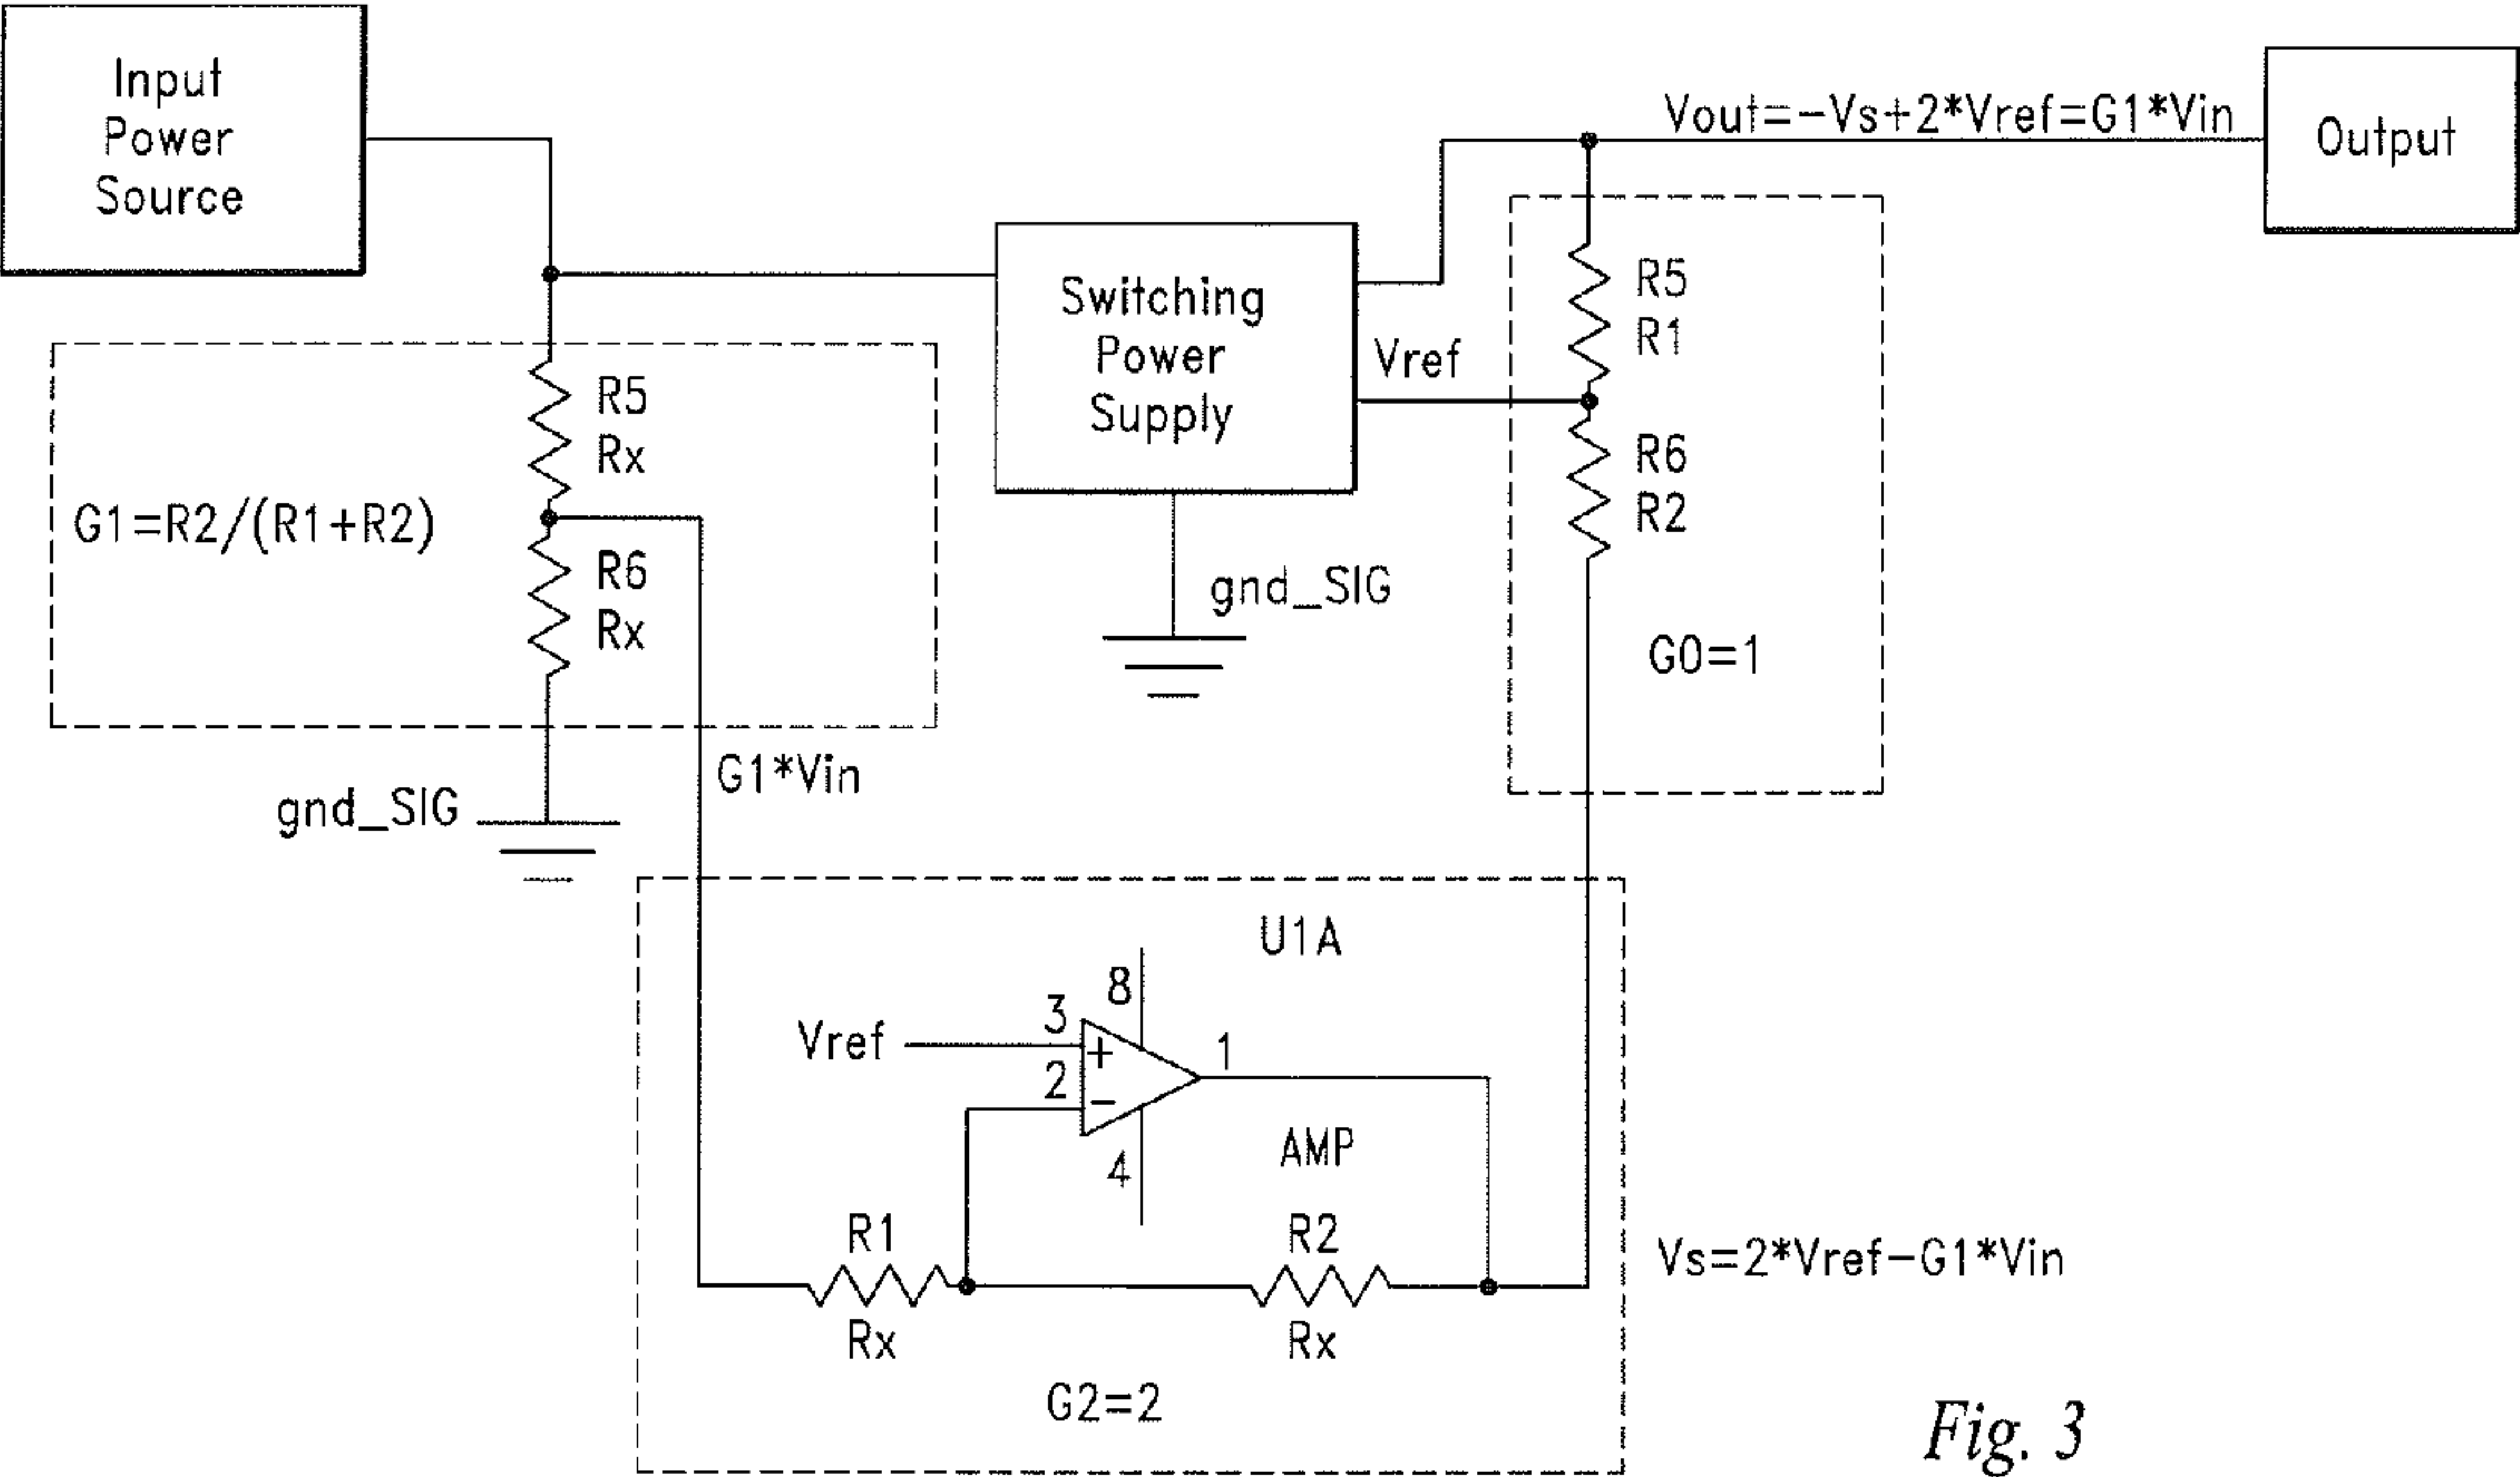 Input
Power
Source
Vout=-Vs+2*Vref=G1*Vin
Output
Switching
Power
Supply
Vref
R5
R1
R6
R2
G0=1
R5
Rx
G1=R2/(R1+R2)
R6
Rx
gnd_SIG
gnd_SIG
G1*Vin
U1A
8
3
Vref
+
1
2
-
AMP
4
R1
R2
Vs=2*Vref-G1*Vin
Rx
Rx
G2=2
Fig. 3